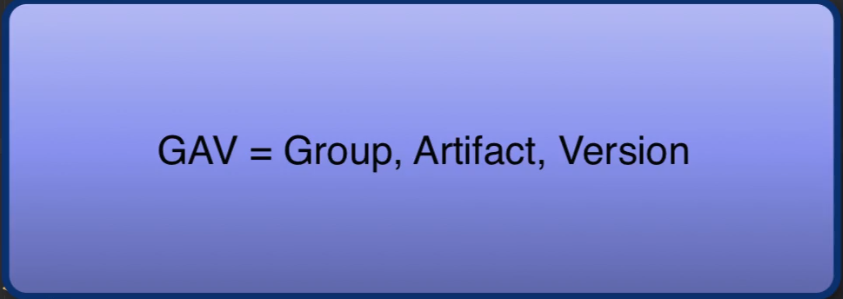 GAV = Group, Artifact, Version